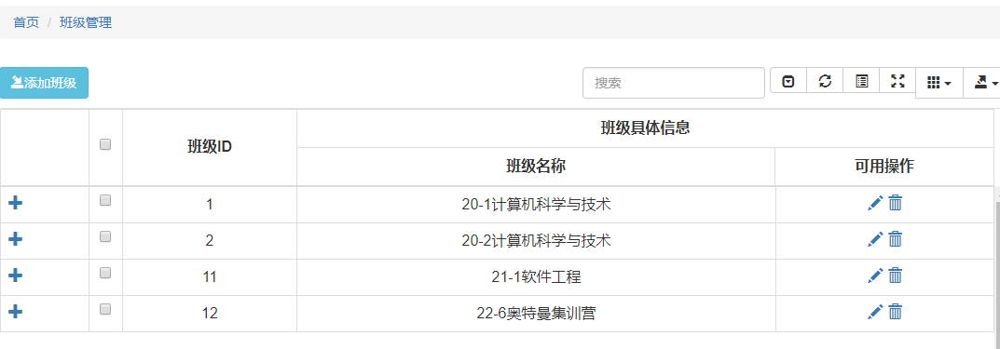 首页 / 班级管理
添加班级 搜索
班级ID 班级具体信息
班级名称 可用操作
1 20-1计算机科学与技术
2 20-2计算机科学与技术
11 21-1软件工程
12 22-6奥特曼集训营